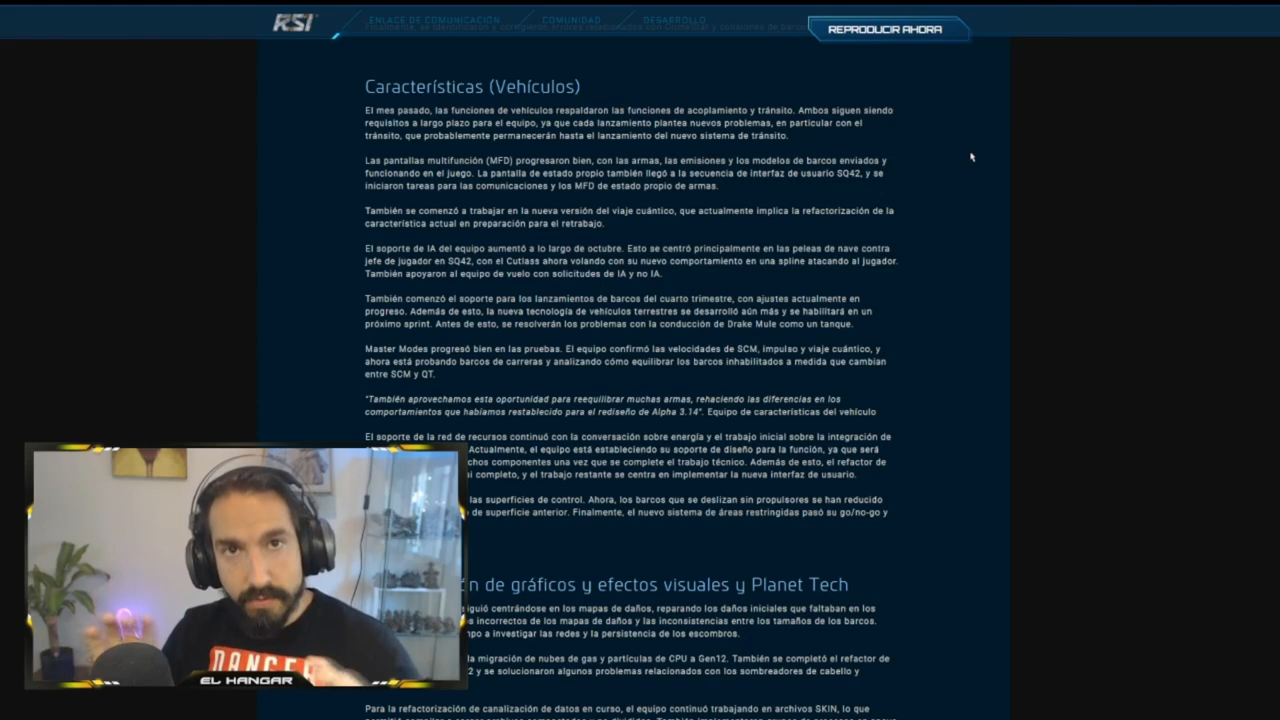 RSI
ENLACE DE COMUNICACIÓN
COMUNIDAD
DESARROLLO
REPRODUCIR AHORA
Características (Vehículos)
El mes pasado, las funciones de vehículos respaldaron las funciones de acoplamiento y tránsito. Ambos siguen siendo
requisitos a largo plazo para el equipo, ya que cada lanzamiento plantea nuevos problemas, en particular con el
tránsito, que probablemente permanecerán hasta el lanzamiento del nuevo sistema de tránsito.
Las pantallas multifunción (MFD) progresaron bien, con las armas, las emisiones y los modelos de barcos enviados y
funcionando en el juego. La pantalla de estado propio también llegó a la secuencia de interfaz de usuario SQ42, y se
iniciaron tareas para las comunicaciones y los MFD de estado propio de armas.
También se comenzó a trabajar en la nueva versión del viaje cuántico, que actualmente implica la refactorización de la
característica actual en preparación para el retrabajo.
El soporte de IA del equipo aumentó a lo largo de octubre. Esto se centró principalmente en las peleas de nave contra
jefe de jugador en SQ42, con el Cutlass ahora volando con su nuevo comportamiento en una spline atacando al jugador.
También apoyaron al equipo de vuelo con solicitudes de IA y no IA.
También comenzó el soporte para los lanzamientos de barcos del cuarto trimestre, con ajustes actualmente en
progreso. Además de esto, la nueva tecnología de vehículos terrestres se desarrolló aún más y se habilitará en un
próximo sprint. Antes de esto, se resolverán los problemas con la conducción de Drake Mule como un tanque.
Master Modes progresó bien en las pruebas. El equipo confirmó las velocidades de SCM, impulso y viaje cuántico, y
ahora está probando barcos de carreras y analizando cómo equilibrar los barcos inhabilitados a medida que cambian
entre SCM y QT.
"También aprovechamos esta oportunidad para reequilibrar muchas armas, rehaciendo las diferencias en los
comportamientos que habíamos restablecido para el rediseño de Alpha 3.14". Equipo de características del vehículo
El soporte de la red de recursos continuó con la conversación sobre energía y el trabajo inicial sobre la integración de
Actualmente, el equipo está estableciendo su soporte de diseño para la función, ya que será
chos componentes una vez que se complete el trabajo técnico. Además de esto, el refactor de
i completo, y el trabajo restante se centra en implementar la nueva interfaz de usuario.
las superficies de control. Ahora, los barcos que se deslizan sin propulsores se han reducido
de superficie anterior. Finalmente, el nuevo sistema de áreas restringidas pasó su go/no-go y
n de gráficos y efectos visuales y Planet Tech
iguió centrándose en los mapas de daños, reparando los daños iniciales que faltaban en los
s incorrectos de los mapas de daños y las inconsistencias entre los tamaños de los barcos.
npo a investigar las redes y la persistencia de los escombros.
la migración de nubes de gas y partículas de CPU a Gen12. También se completó el refactor de
2 y se solucionaron algunos problemas relacionados con los sombreadores de cabello y
DANGER
EL HANGAR
Para la refactorización de canalización de datos en curso, el equipo continuó trabajando en archivos SKIN, lo que